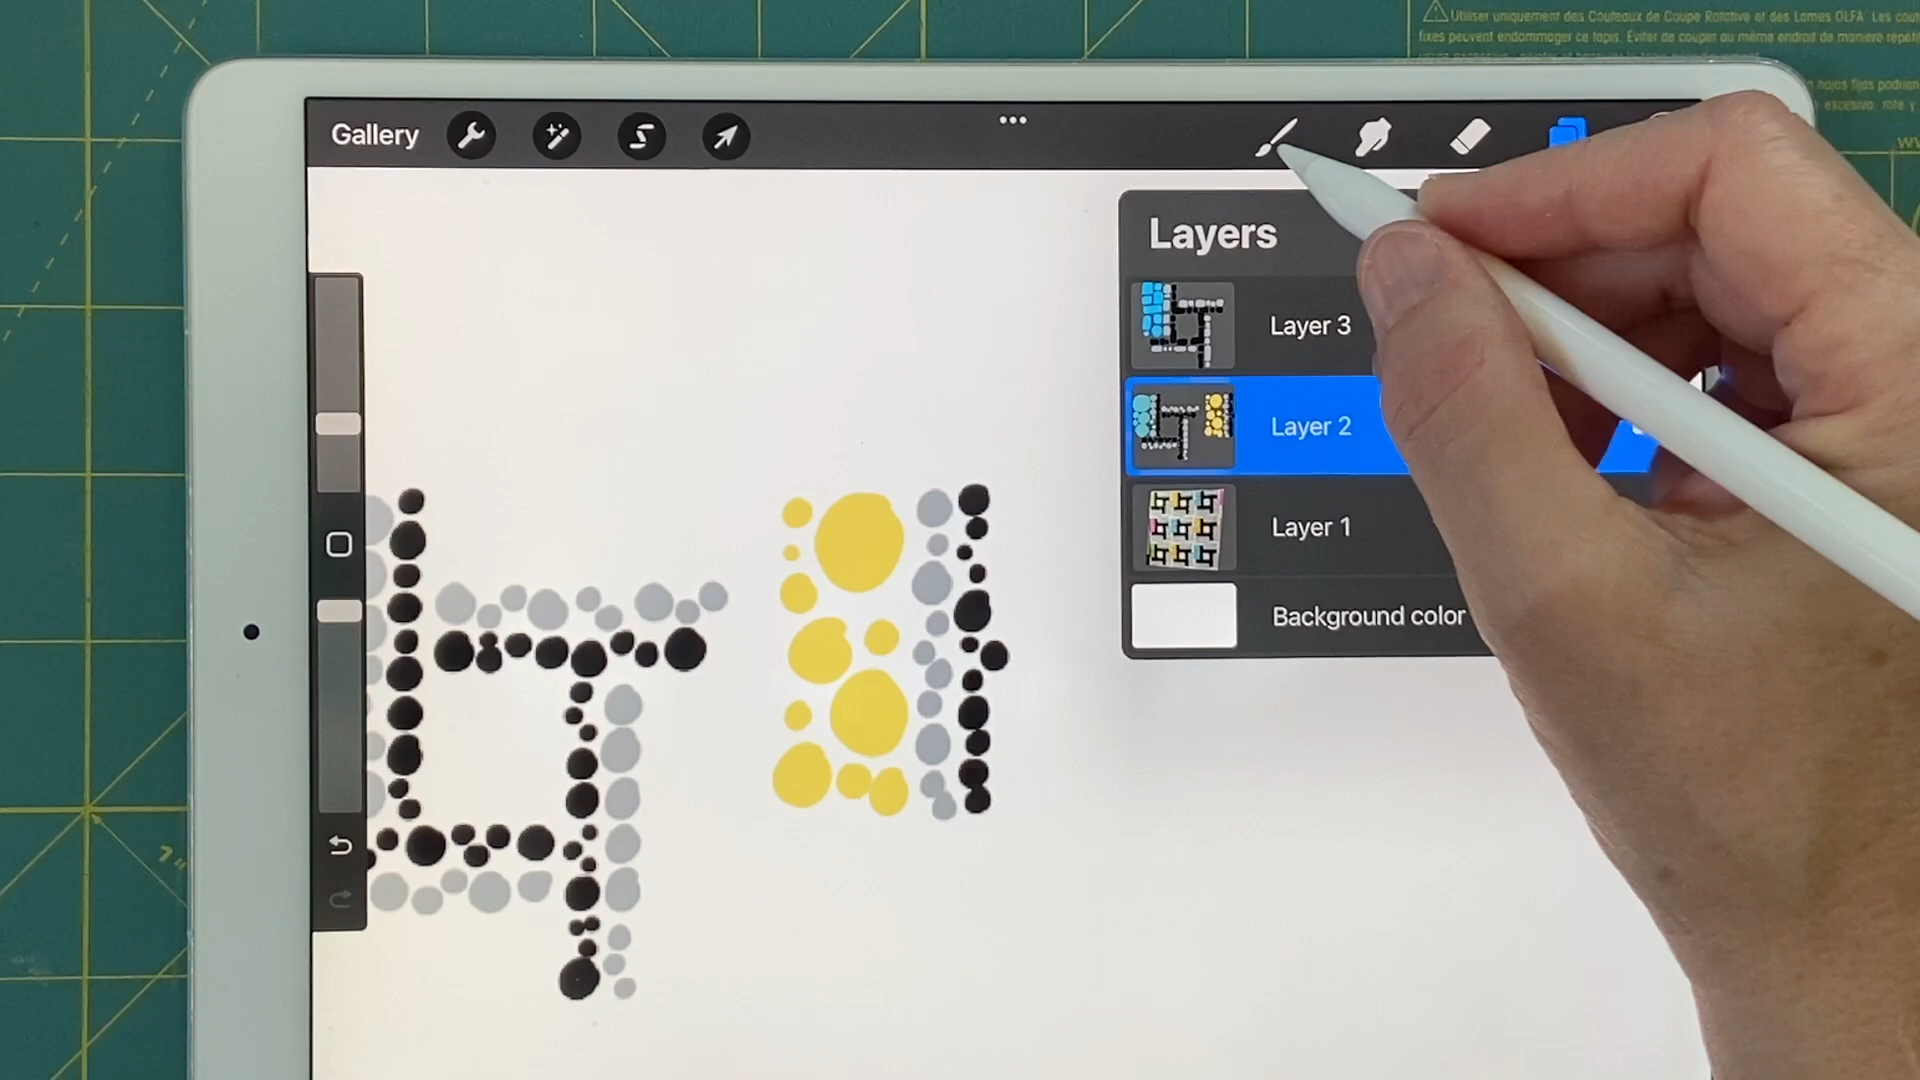 Utiliser uniquement des Couteaux de Coupe Rotative et des Lames OLFA. Les
fixes peuvent endommager ce tapis. Éviter de couper au même endroit de manière
Gallery
Layers
Layer 3
Layer 2
Layer 1
Background color